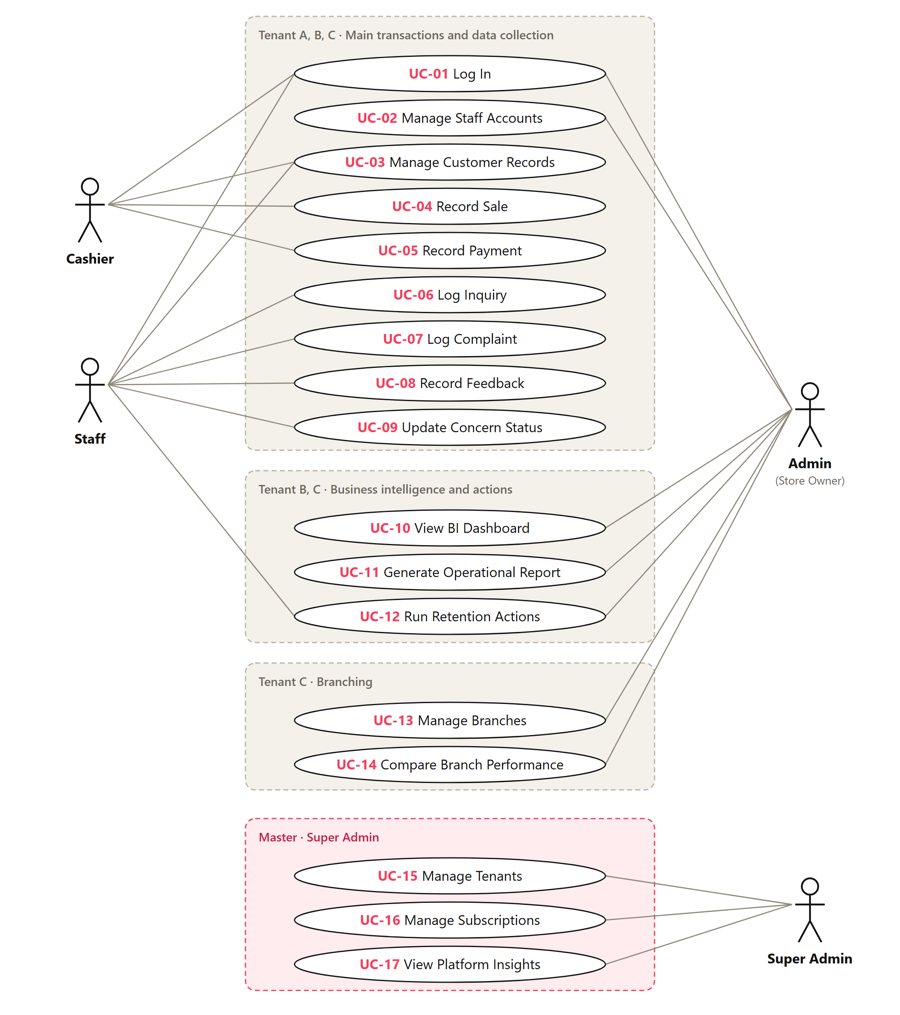 Tenant A, B, C · Main transactions and data collection
UC-01 Log In
UC-02 Manage Staff Accounts
UC-03 Manage Customer Records
UC-04 Record Sale
UC-05 Record Payment
UC-06 Log Inquiry
UC-07 Log Complaint
UC-08 Record Feedback
UC-09 Update Concern Status
Cashier
Staff
Admin
(Store Owner)
Tenant B, C · Business intelligence and actions
UC-10 View BI Dashboard
UC-11 Generate Operational Report
UC-12 Run Retention Actions
Tenant C · Branching
UC-13 Manage Branches
UC-14 Compare Branch Performance
Master · Super Admin
UC-15 Manage Tenants
UC-16 Manage Subscriptions
UC-17 View Platform Insights
Super Admin